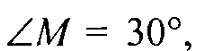 ∠M = 30°,